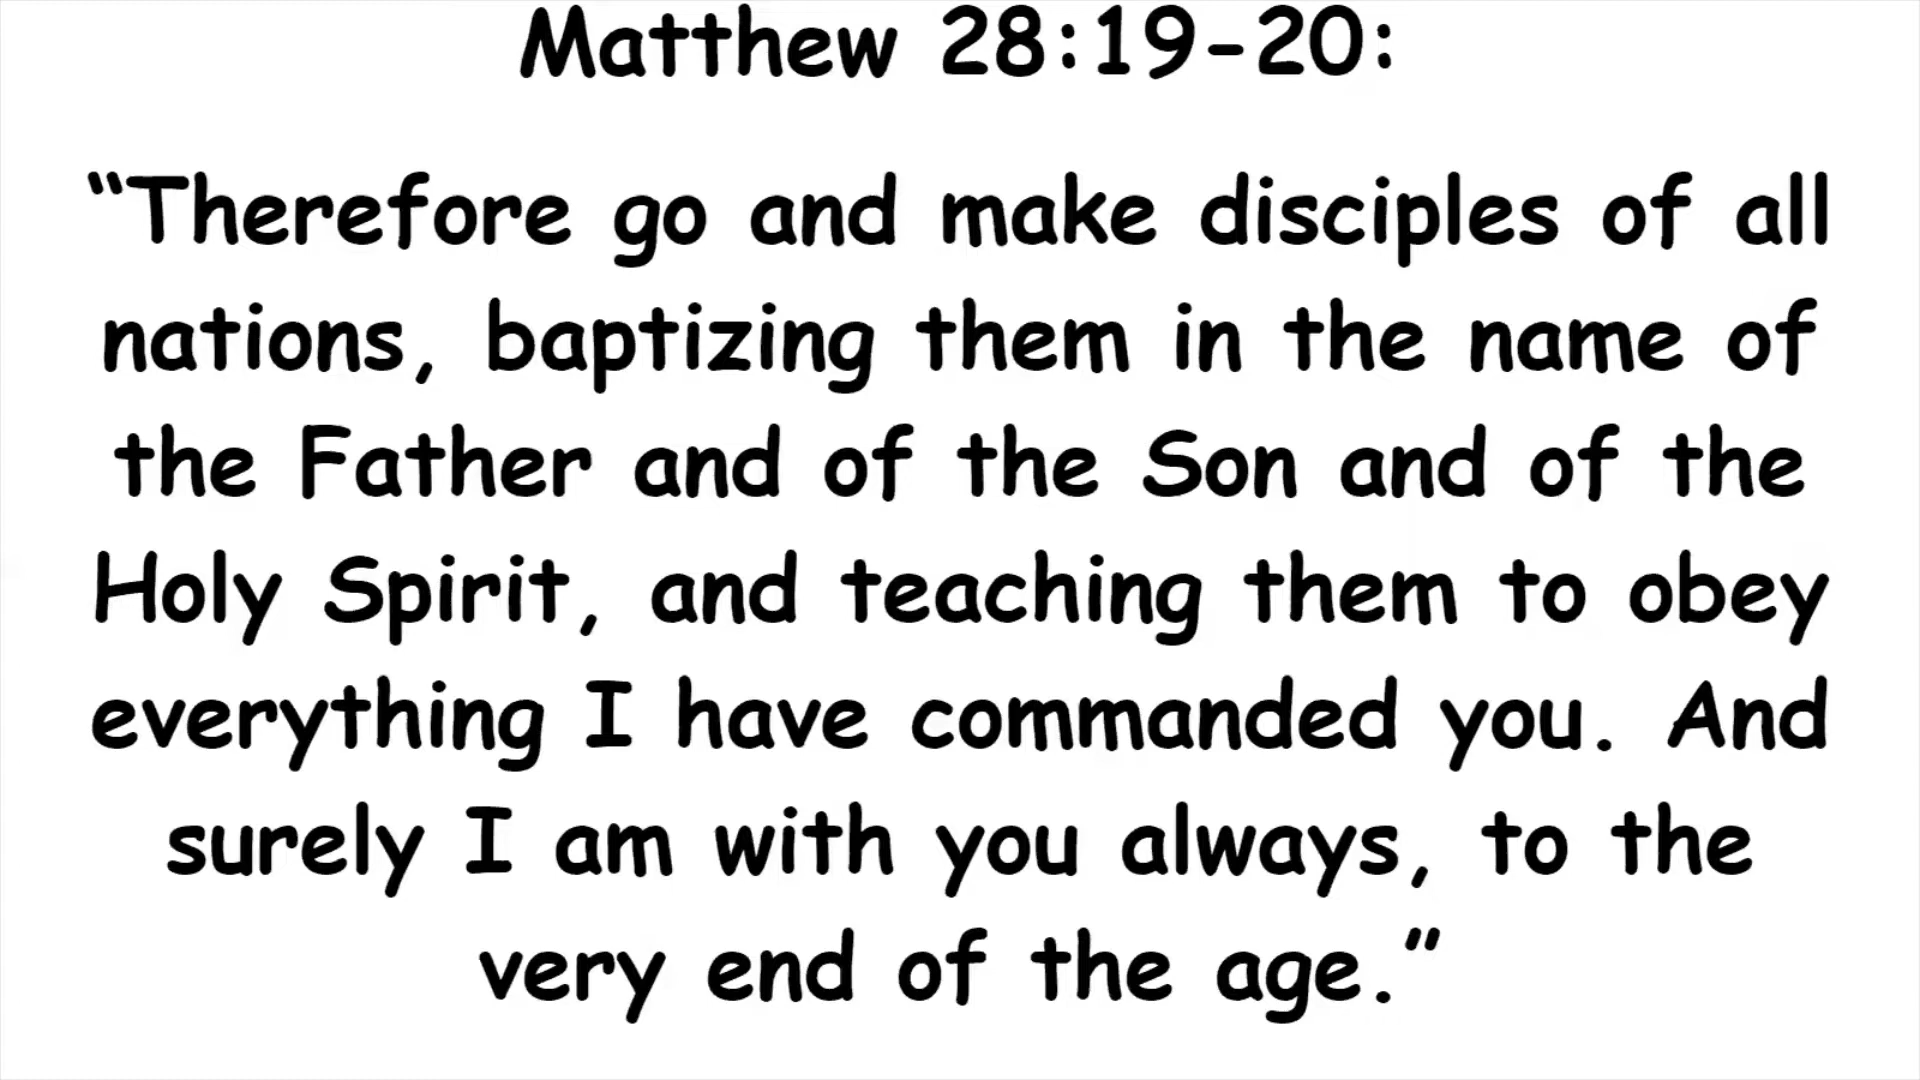 Matthew 28:19-20:
“Therefore go and make disciples of all
nations, baptizing them in the name of
the Father and of the Son and of the
Holy Spirit, and teaching them to obey
everything I have commanded you. And
surely I am with you always, to the
very end of the age.”